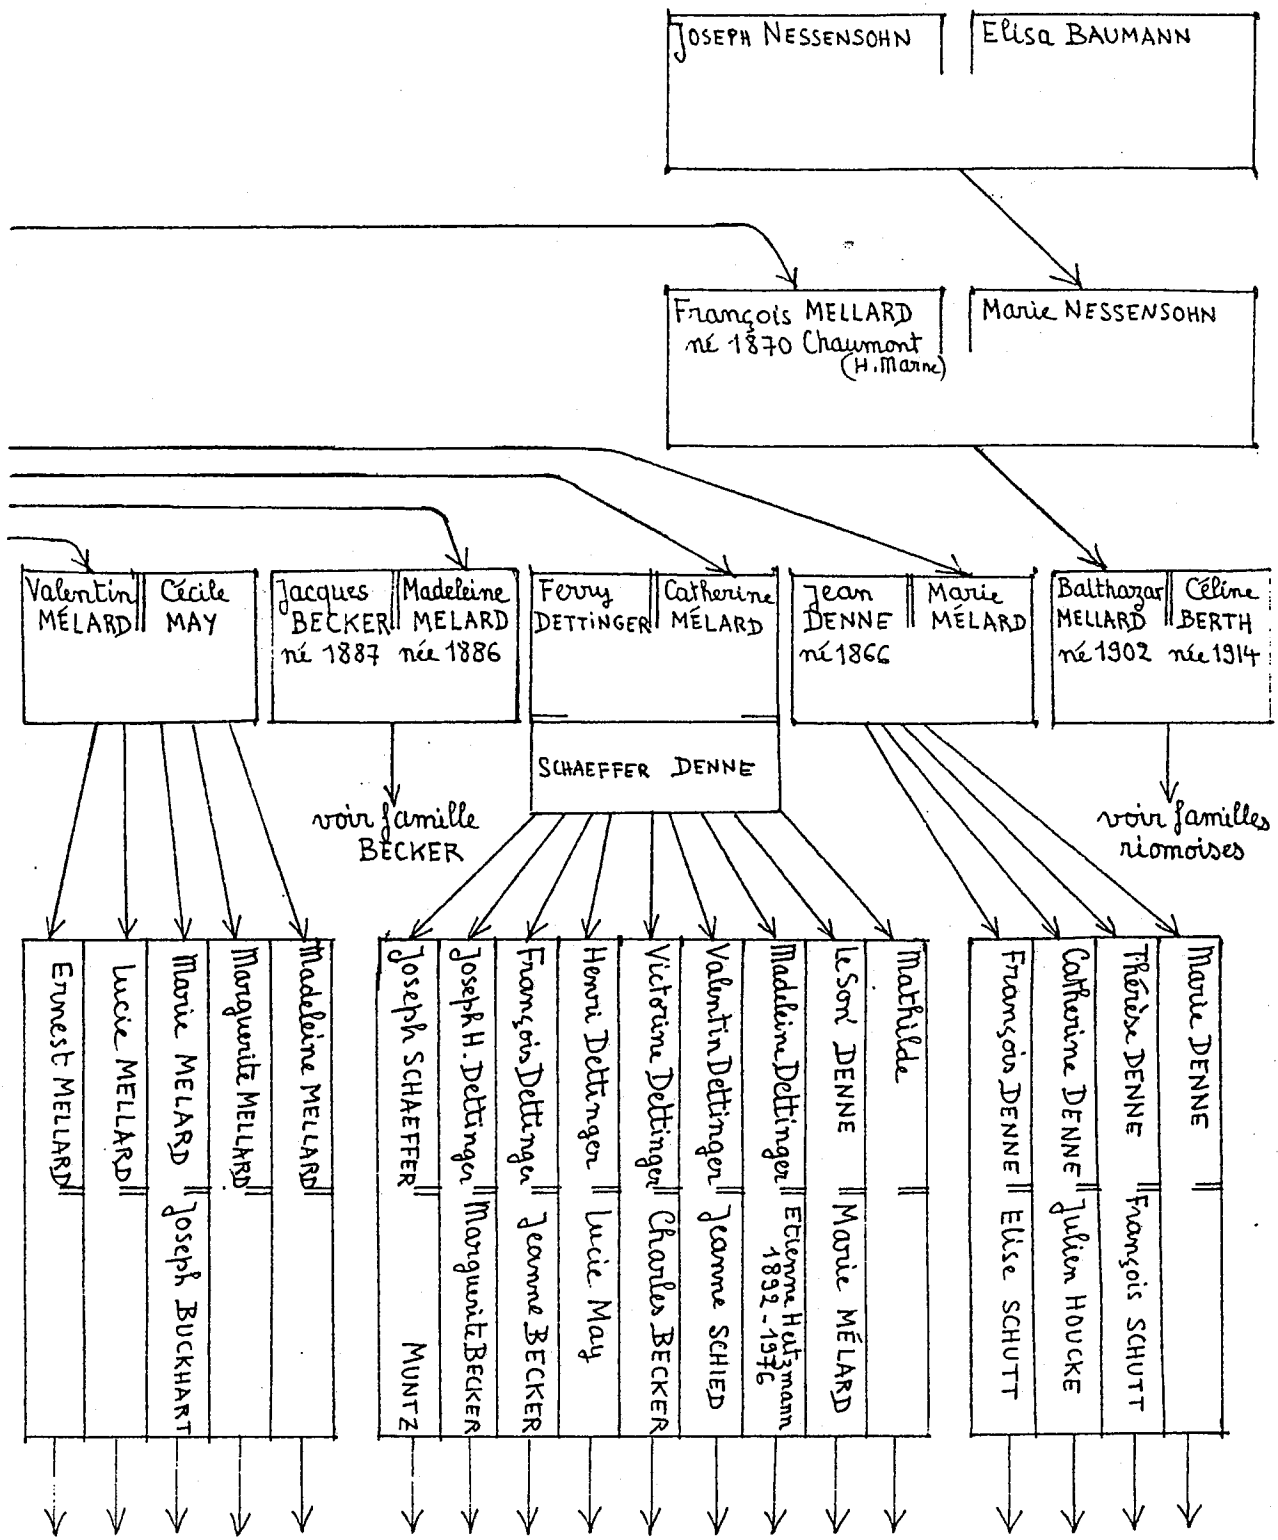 Joseph NESSENSOHN
Elisa BAUMANN
François MELLARD
né 1870 Chaumont
(H. Marne)
Marie NESSENSOHN
Valentin
MÉLARD
Cécile
MAY
Jacques
BECKER
né 1887
Madeleine
MELARD
née 1886
Ferry
DETTINGER
Catherine
MÉLARD
Jean
DENNE
né 1866
Marie
MÉLARD
Balthazar
MELLARD
né 1902
Céline
BERTH
née 1914
SCHAEFFER DENNE
voir famille
BECKER
voir familles
riomoises
Ernest MELLARD
Lucie MELLARD
Marie MELARD
Joseph BUCKHART
Marguerite MELLARD
Madeleine MELLARD
Joseph SCHAEFFER
MUNTZ
Joseph H. Dettinger
Marguerite BECKER
François Dettinger
Jeanne BECKER
Henri Dettinger
Lucie May
Victorine Dettinger
Charles BECKER
Valentin Dettinger
Jeanne SCHIED
Madeleine Dettinger
Etienne Heitzmann
1892-1976
Le Son' DENNE
Marie MÉLARD
Mathilde
François DENNE
Elise SCHUTT
Catherine DENNE
Julien HOUCKE
Thérèse DENNE
François SCHUTT
Marie DENNE